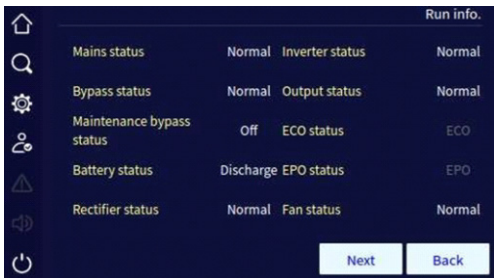 Run info.
Mains status Normal Inverter status Normal
Bypass status Normal Output status Normal
Maintenance bypass
status Off ECO status ECO
Battery status Discharge EPO status EPO
Rectifier status Normal Fan status Normal
Next Back